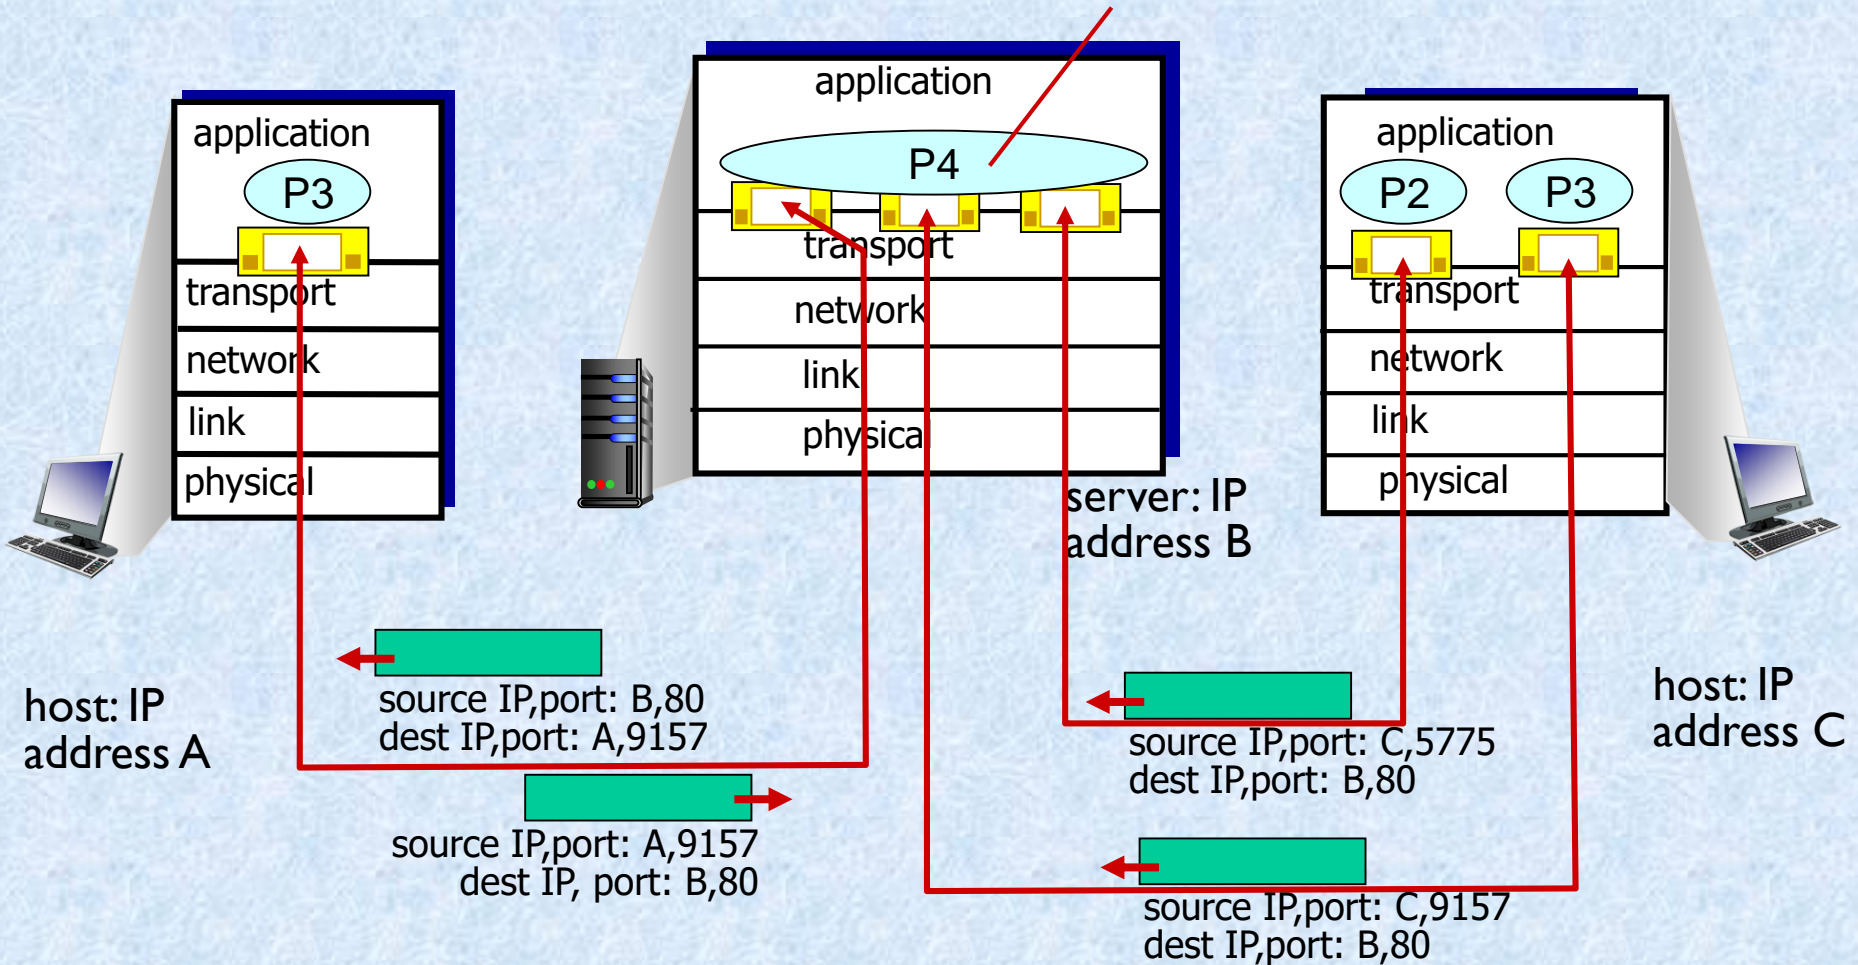 application
P3
transport
network
link
physical
host: IP
address A
application
P4
transport
network
link
physical
server: IP
address B
application
P2
P3
transport
network
link
physical
host: IP
address C
source IP,port: B,80
dest IP,port: A,9157
source IP,port: A,9157
dest IP, port: B,80
source IP,port: C,5775
dest IP,port: B,80
source IP,port: C,9157
dest IP,port: B,80